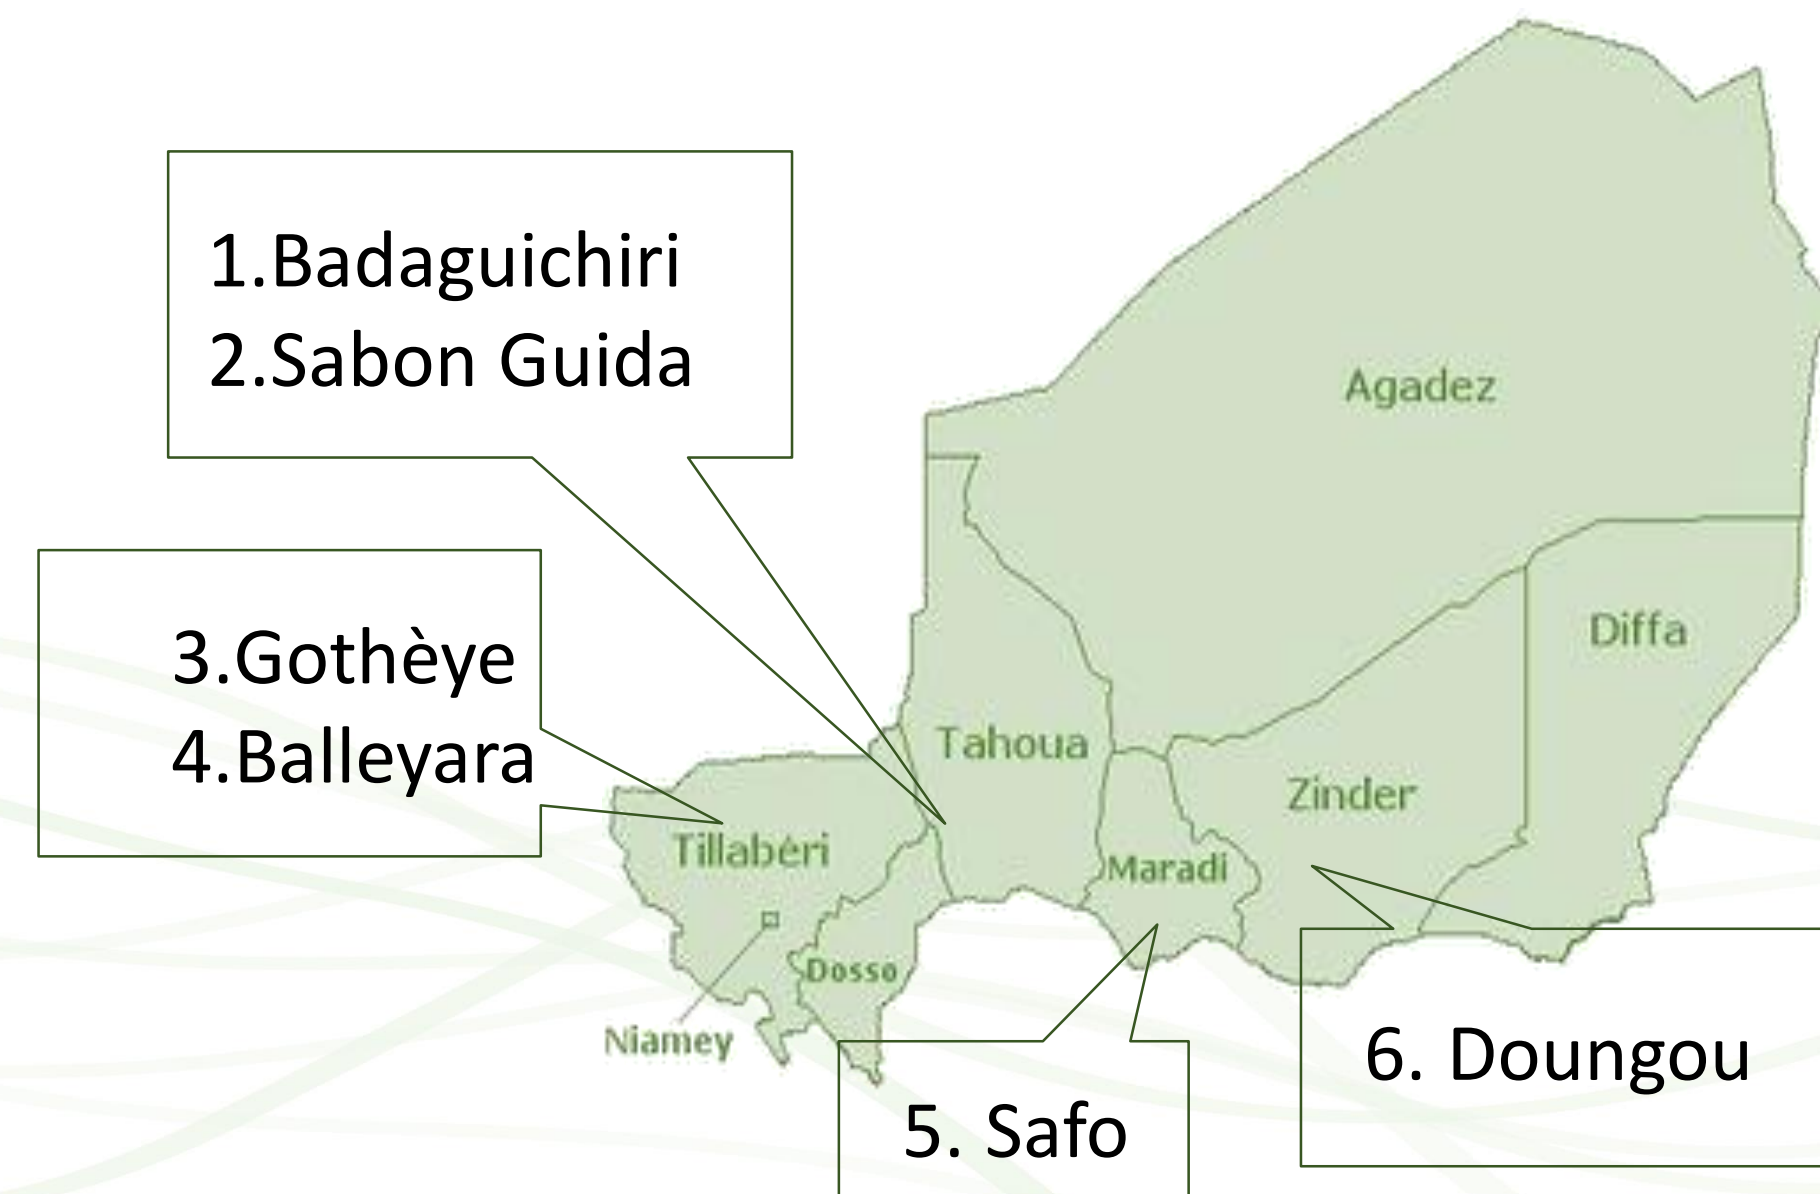 1.Badaguichiri
2.Sabon Guida
3.Gothèye
4.Balleyara
Agadez
Diffa
Tahoua
Zinder
Tillabéri
Maradi
Dosso
Niamey
5. Safo
6. Doungou